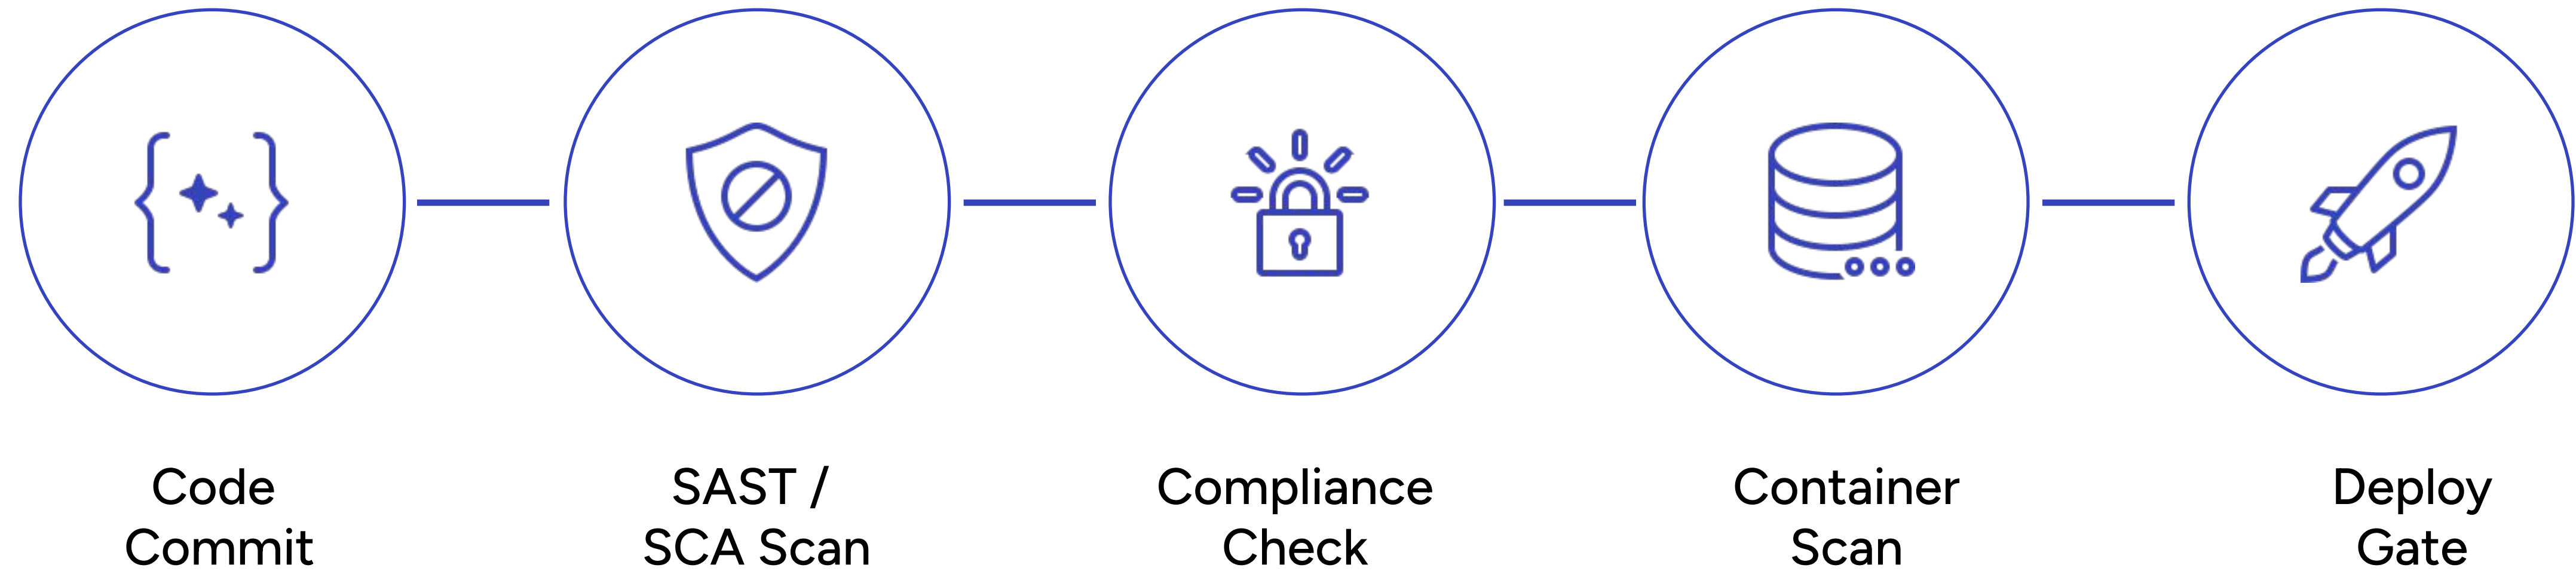 Code
Commit
SAST /
SCA Scan
Compliance
Check
Container
Scan
Deploy
Gate